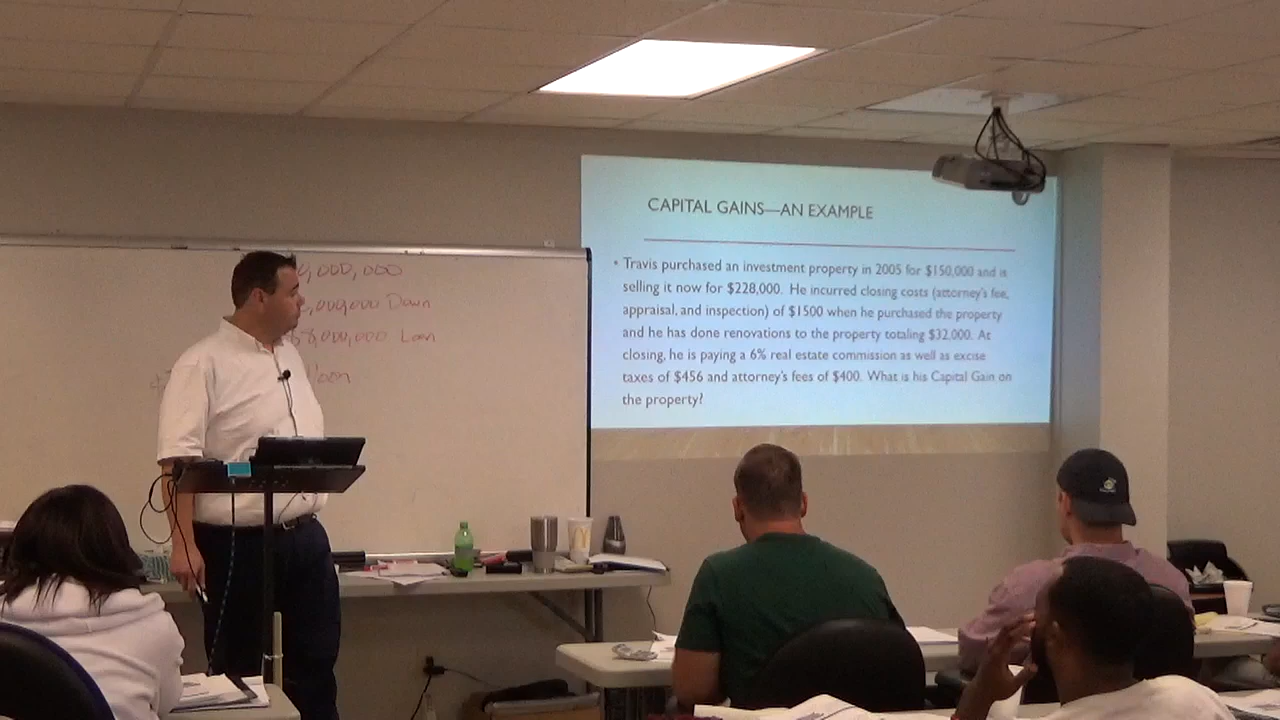 CAPITAL GAINS—AN EXAMPLE
• Travis purchased an investment property in 2005 for $150,000 and is
selling it now for $228,000. He incurred closing costs (attorney's fee,
appraisal, and inspection) of $1500 when he purchased the property
and he has done renovations to the property totaling $32,000. At
closing, he is paying a 6% real estate commission as well as excise
taxes of $456 and attorney's fees of $400. What is his Capital Gain on
the property?
0,000,000
,000,000 Down
8,000,000 Loan